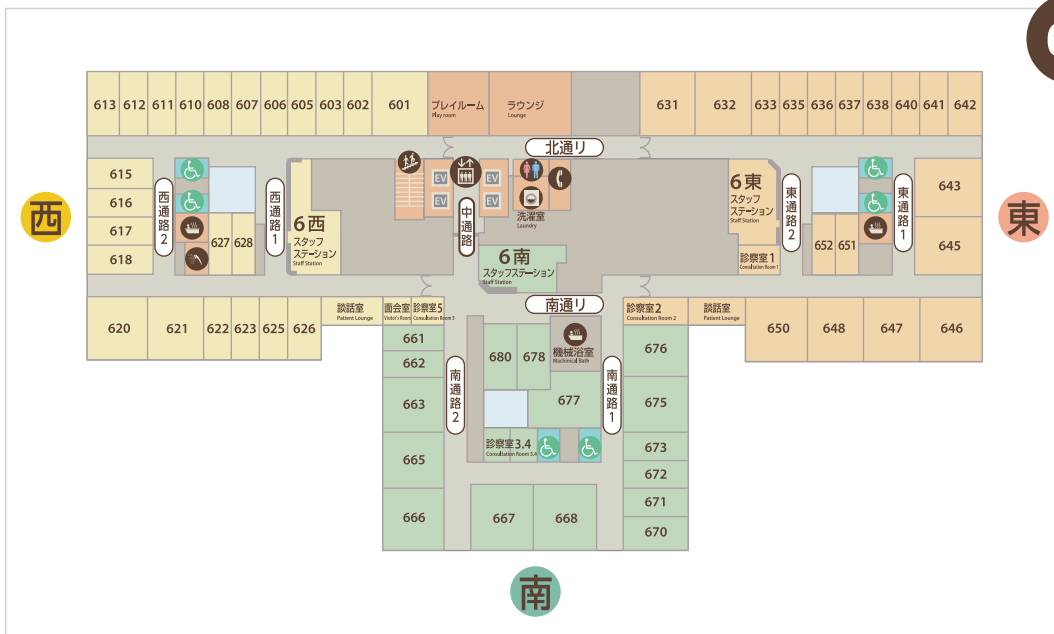 613
612
611
610
608
607
606
605
603
602
601
プレイルーム
Play room
ラウンジ
Lounge
631
632
633
635
636
637
638
640
641
642
北通り
615
616
617
618
西通路2
西通路1
627
628
6西
スタッフ
ステーション
Staff Station
EV
EV
EV
EV
中通路
洗濯室
Laundry
6南
スタッフステーション
Staff Station
6東
スタッフ
ステーション
Staff Station
診察室1
Consultation Room 1
東通路2
東通路1
652
651
643
645
西
東
南通り
620
621
622
623
625
626
談話室
Patient Lounge
面会室
Visitor's Room
診察室5
Consultation Room 5
診察室2
Consultation Room 2
談話室
Patient Lounge
650
648
647
646
661
662
663
665
666
南通路2
680
678
機械浴室
Machinical Bath
677
南通路1
診察室3.4
Consultation Room 3.4
667
668
676
675
673
672
671
670
南